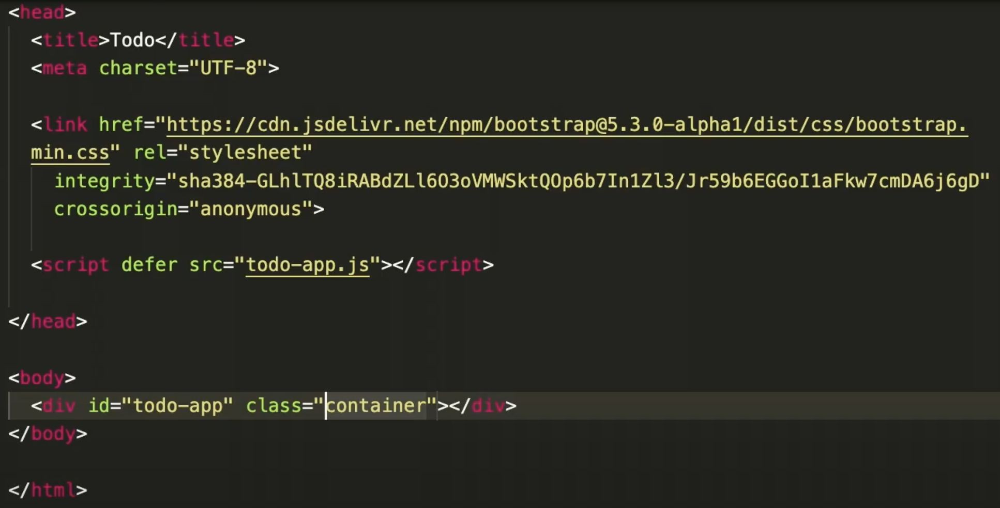 <head>
<title>Todo</title>
<meta charset="UTF-8">
<link href="https://cdn.jsdelivr.net/npm/bootstrap@5.3.0-alpha1/dist/css/bootstrap.
min.css" rel="stylesheet"
integrity="sha384-GLhlTQ8iRABdZLl6O3oVMWSktQOp6b7In1Zl3/Jr59b6EGGoI1aFkw7cmDA6j6gD"
crossorigin="anonymous">
<script defer src="todo-app.js"></script>
</head>
<body>
<div id="todo-app" class="container"></div>
</body>
</html>